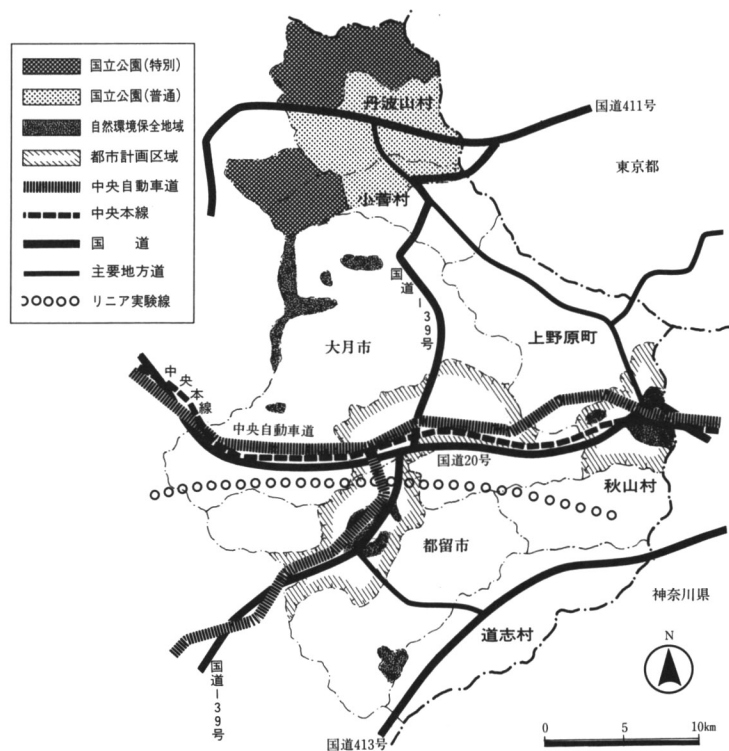 国立公園(特別)
国立公園(普通)
自然環境保全地域
都市計画区域
中央自動車道
中央本線
国　道
主要地方道
リニア実験線
丹波山村
国道411号
東京都
小菅村
国道139号
大月市
上野原町
中央本線
中央自動車道
国道20号
秋山村
都留市
神奈川県
道志村
N
国道139号
国道413号
0 5 10km